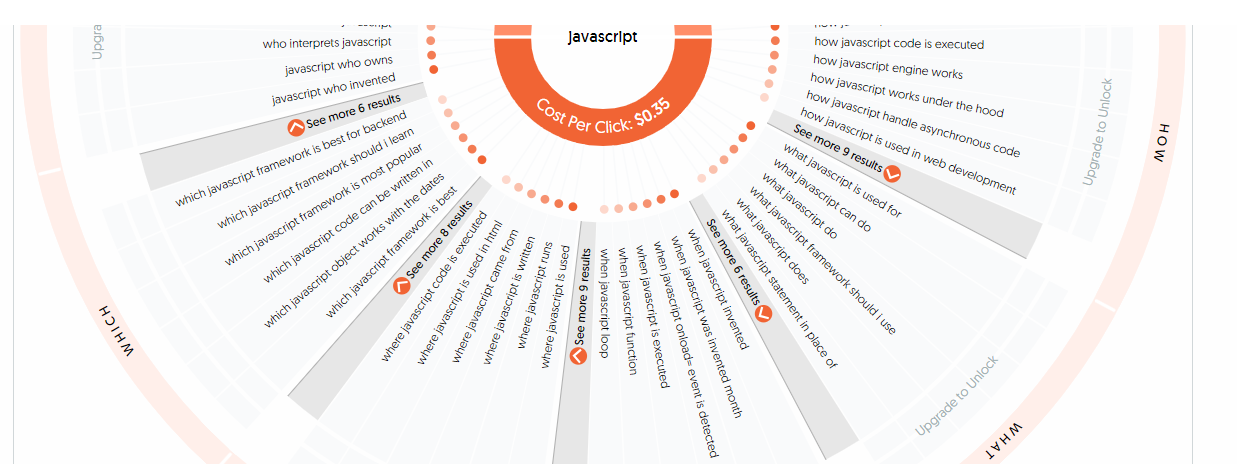 javascript
Cost Per Click: $0.35
javascript
who interprets javascript
javascript who owns
javascript who invented
See more 6 results
which javascript framework is best for backend
which javascript framework should i learn
which javascript framework is most popular
which javascript code can be written in
which javascript object works with the dates
which javascript framework is best
See more 8 results
where javascript code is executed
where javascript is used in html
where javascript came from
where javascript is written
where javascript runs
where javascript is used
See more 9 results
when javascript loop
when javascript function
when javascript is executed
when javascript onload= event is detected
when javascript was invented month
when javascript invented
See more 6 results
what javascript statement in place of
what javascript does
what javascript framework should i use
what javascript do
what javascript can do
what javascript is used for
See more 9 results
how javascript is used in web development
how javascript handle asynchronous code
how javascript works under the hood
how javascript engine works
how javascript code is executed
Upgrade to Unlock
Upgrade to Unlock
HOW
WHAT
WHICH